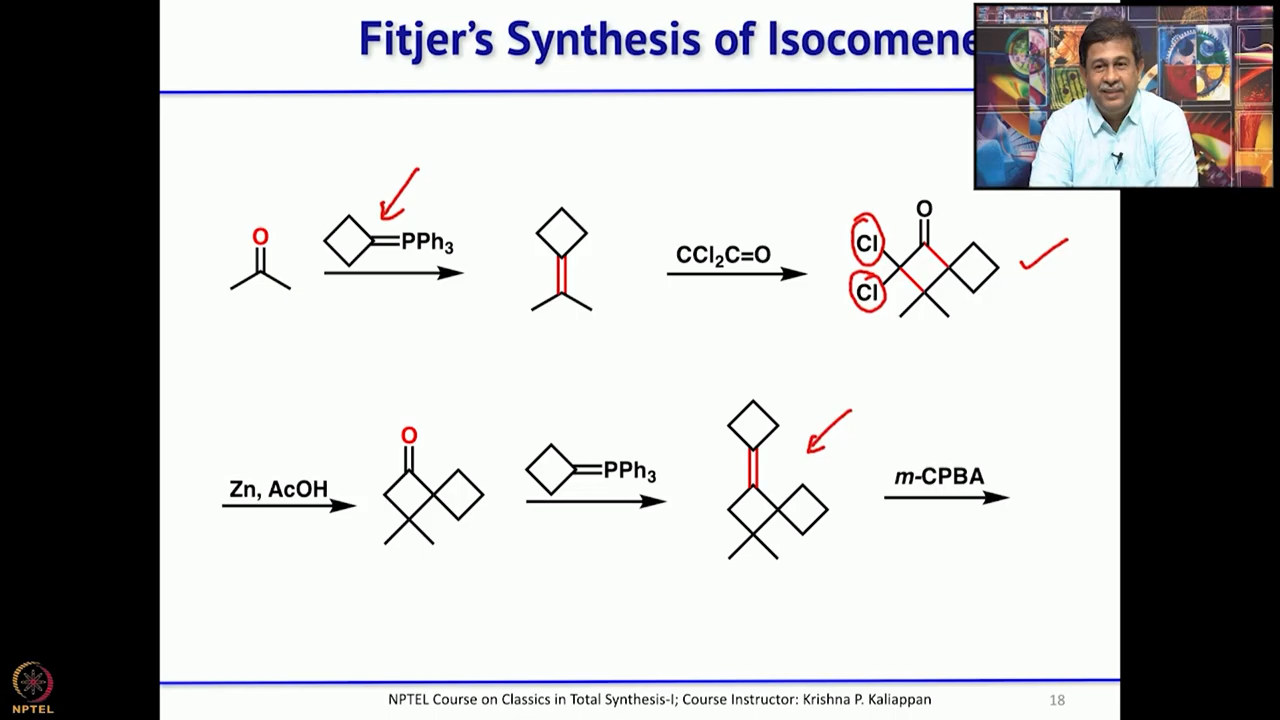 Fitjer's Synthesis of Isocomene
O
PPh3
CCl2C=O
O
Cl
Cl
Zn, AcOH
O
PPh3
m-CPBA
NPTEL
NPTEL Course on Classics in Total Synthesis-I; Course Instructor: Krishna P. Kaliappan
18